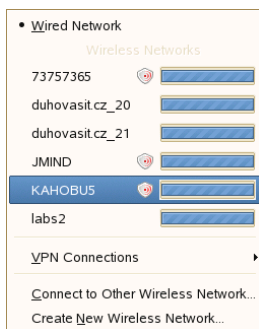 Wired Network
Wireless Networks
73757365
duhovasit.cz_20
duhovasit.cz_21
JMIND
KAHOBU5
labs2
VPN Connections
Connect to Other Wireless Network...
Create New Wireless Network...